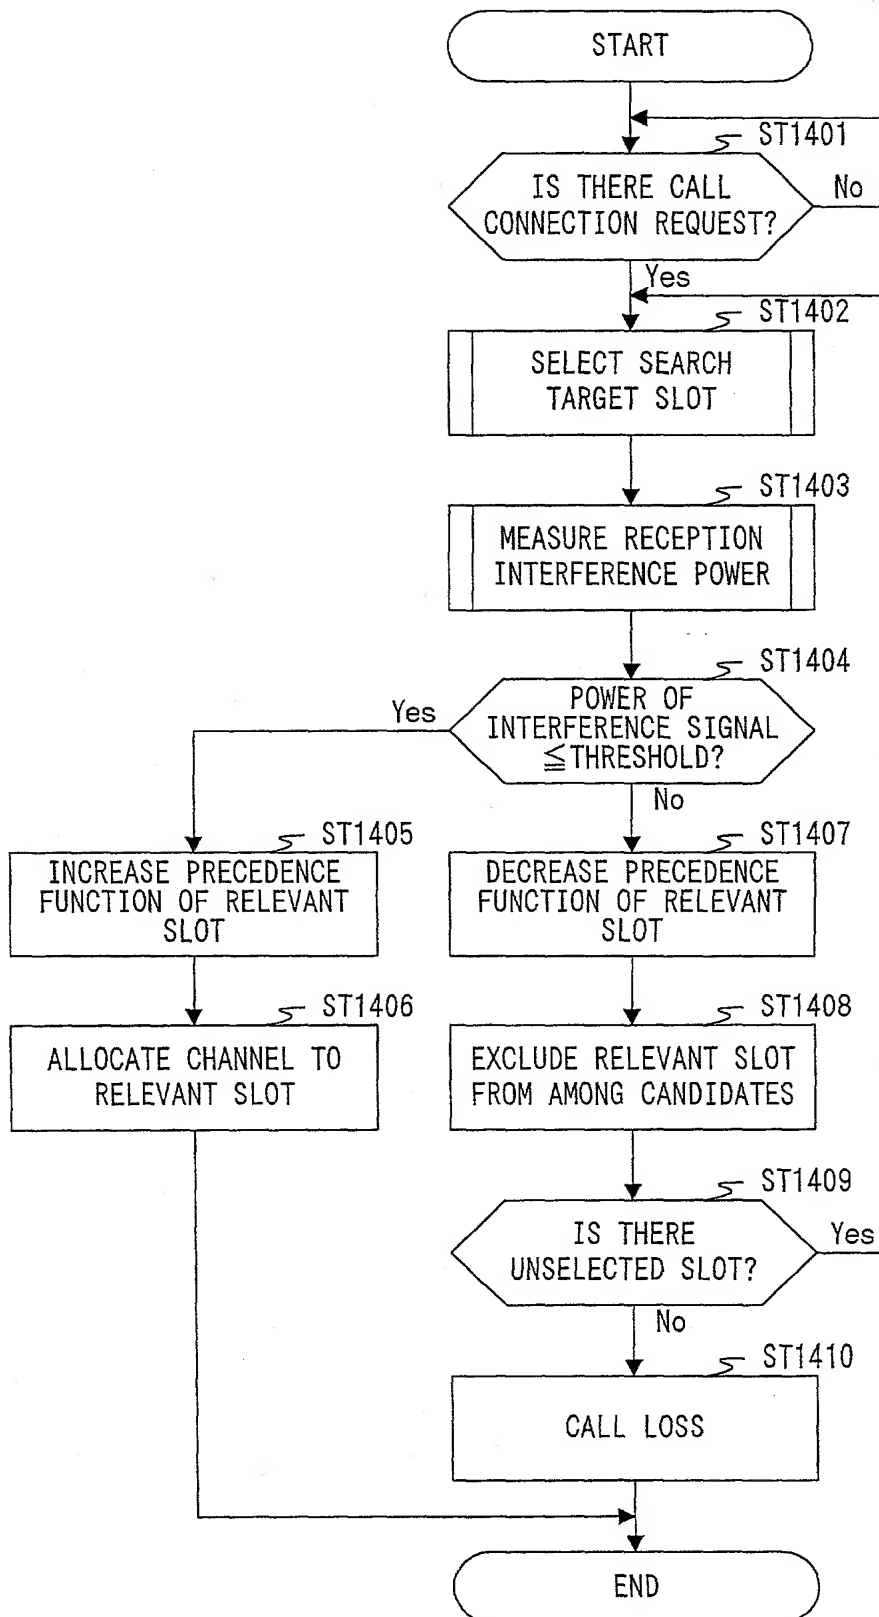 START
ST1401
IS THERE CALL
CONNECTION REQUEST?
No
Yes
ST1402
SELECT SEARCH
TARGET SLOT
ST1403
MEASURE RECEPTION
INTERFERENCE POWER
ST1404
POWER OF
INTERFERENCE SIGNAL
≦THRESHOLD?
Yes
No
ST1405
INCREASE PRECEDENCE
FUNCTION OF RELEVANT
SLOT
ST1407
DECREASE PRECEDENCE
FUNCTION OF RELEVANT
SLOT
ST1406
ALLOCATE CHANNEL TO
RELEVANT SLOT
ST1408
EXCLUDE RELEVANT SLOT
FROM AMONG CANDIDATES
ST1409
IS THERE
UNSELECTED SLOT?
Yes
No
ST1410
CALL LOSS
END